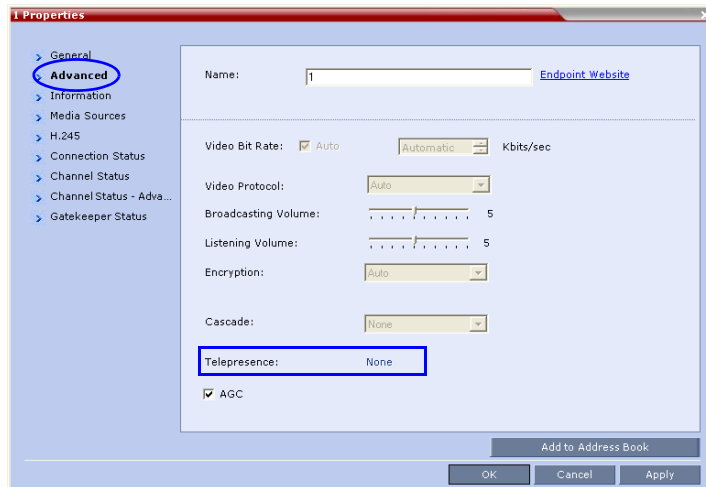 1 Properties
General
Advanced
Information
Media Sources
H.245
Connection Status
Channel Status
Channel Status - Adva...
Gatekeeper Status
Name: 1 Endpoint Website
Video Bit Rate: Auto Automatic Kbits/sec
Video Protocol: Auto
Broadcasting Volume: 5
Listening Volume: 5
Encryption: Auto
Cascade: None
Telepresence: None
AGC
Add to Address Book
OK Cancel Apply